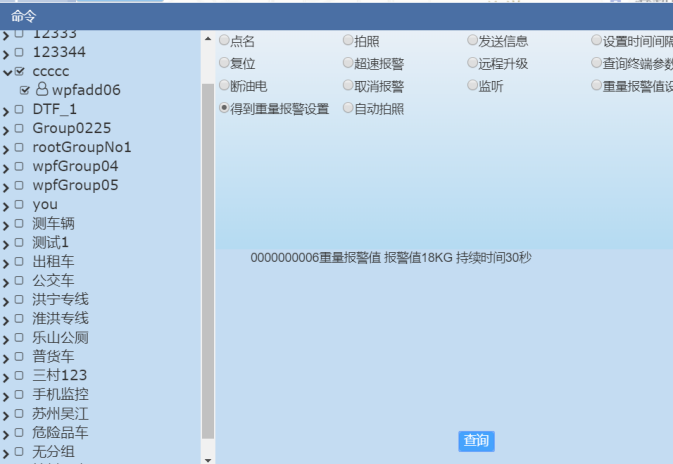 命令
12333
123344
ccccc
wpfadd06
DTF_1
Group0225
rootGroupNo1
wpfGroup04
wpfGroup05
you
测车辆
测试1
出租车
公交车
洪宁专线
淮洪专线
乐山公厕
普货车
三村123
手机监控
苏州吴江
危险品车
无分组
点名 拍照 发送信息 设置时间间隔
复位 超速报警 远程升级 查询终端参数
断油电 取消报警 监听 重量报警值设
得到重量报警设置 自动拍照
0000000006重量报警值 报警值18KG 持续时间30秒
查询